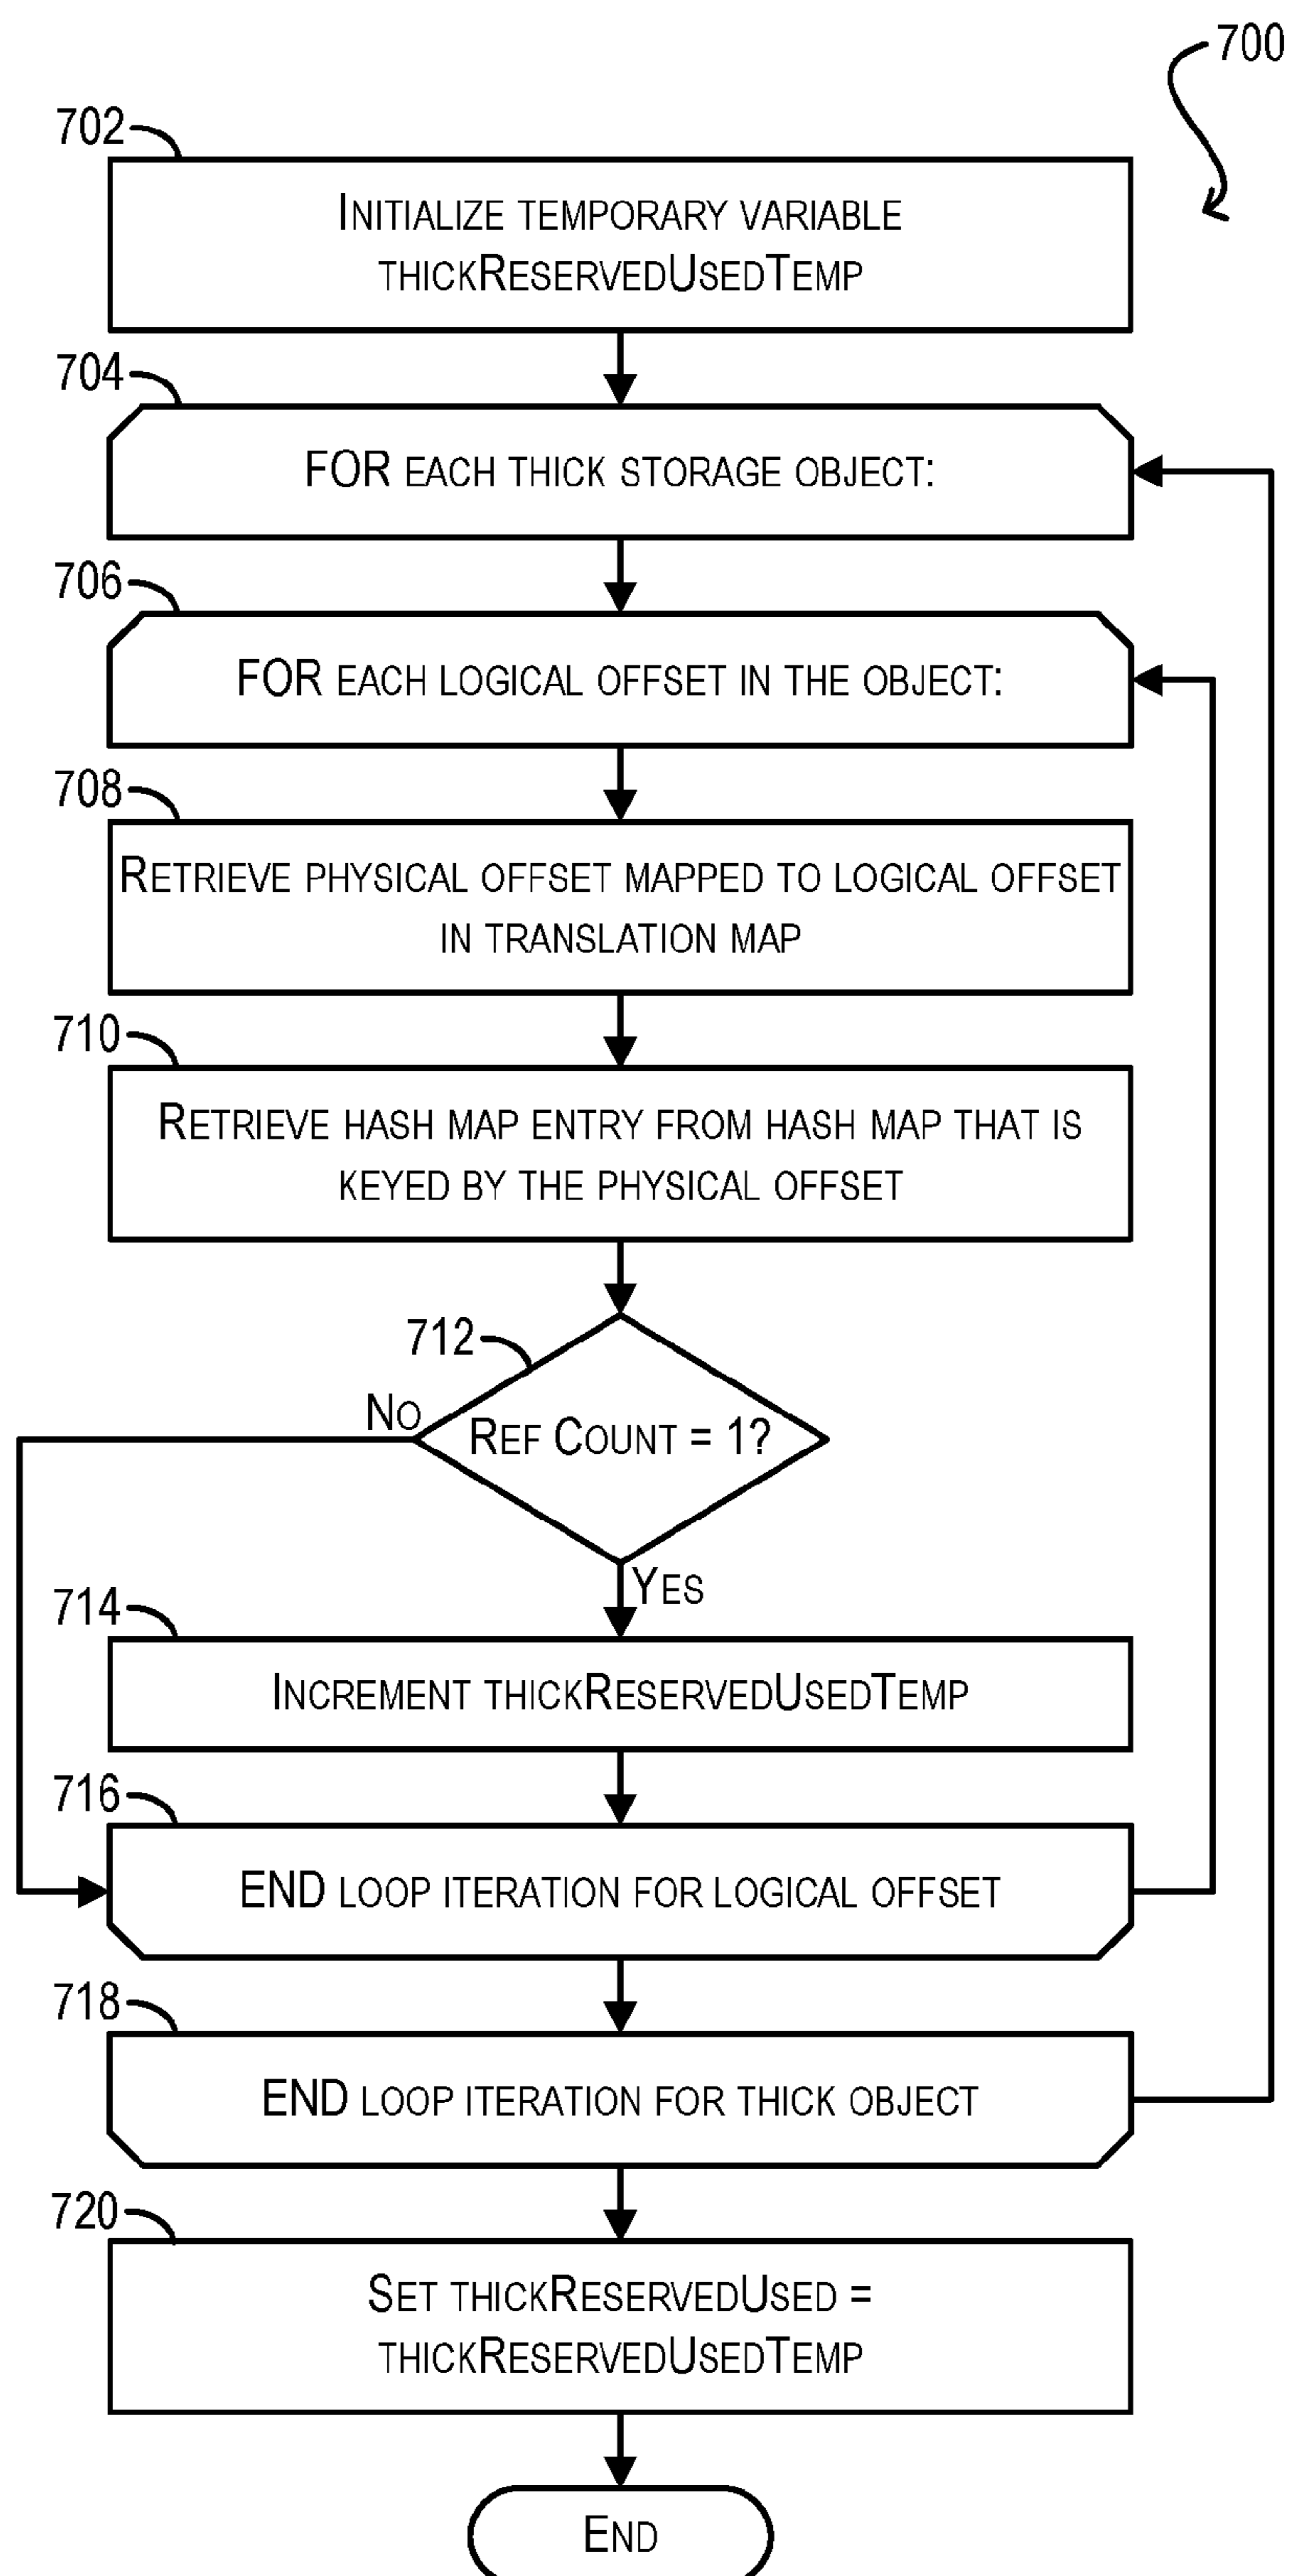 700
702
Initialize temporary variable
thickReservedUsedTemp
704
FOR each thick storage object:
706
FOR each logical offset in the object:
708
Retrieve physical offset mapped to logical offset
in translation map
710
Retrieve hash map entry from hash map that is
keyed by the physical offset
712
No
Ref Count = 1?
Yes
714
Increment thickReservedUsedTemp
716
END loop iteration for logical offset
718
END loop iteration for thick object
720
Set thickReservedUsed =
thickReservedUsedTemp
End